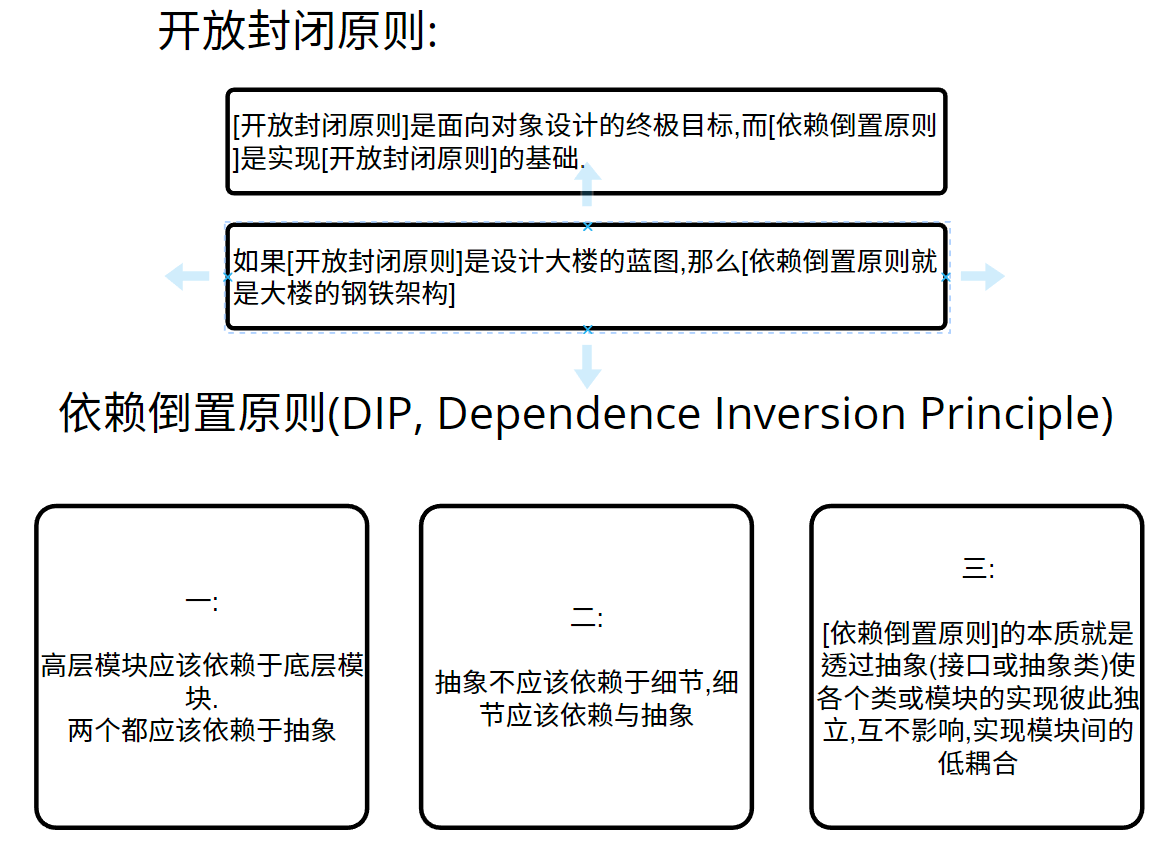 开放封闭原则:
[开放封闭原则]是面向对象设计的终极目标,而[依赖倒置原则
]是实现[开放封闭原则]的基础.
如果[开放封闭原则]是设计大楼的蓝图,那么[依赖倒置原则就
是大楼的钢铁架构]
依赖倒置原则(DIP, Dependence Inversion Principle)
一:
高层模块应该依赖于底层模
块.
两个都应该依赖于抽象
二:
抽象不应该依赖于细节,细
节应该依赖与抽象
三:
[依赖倒置原则]的本质就是
透过抽象(接口或抽象类)使
各个类或模块的实现彼此独
立,互不影响,实现模块间的
低耦合